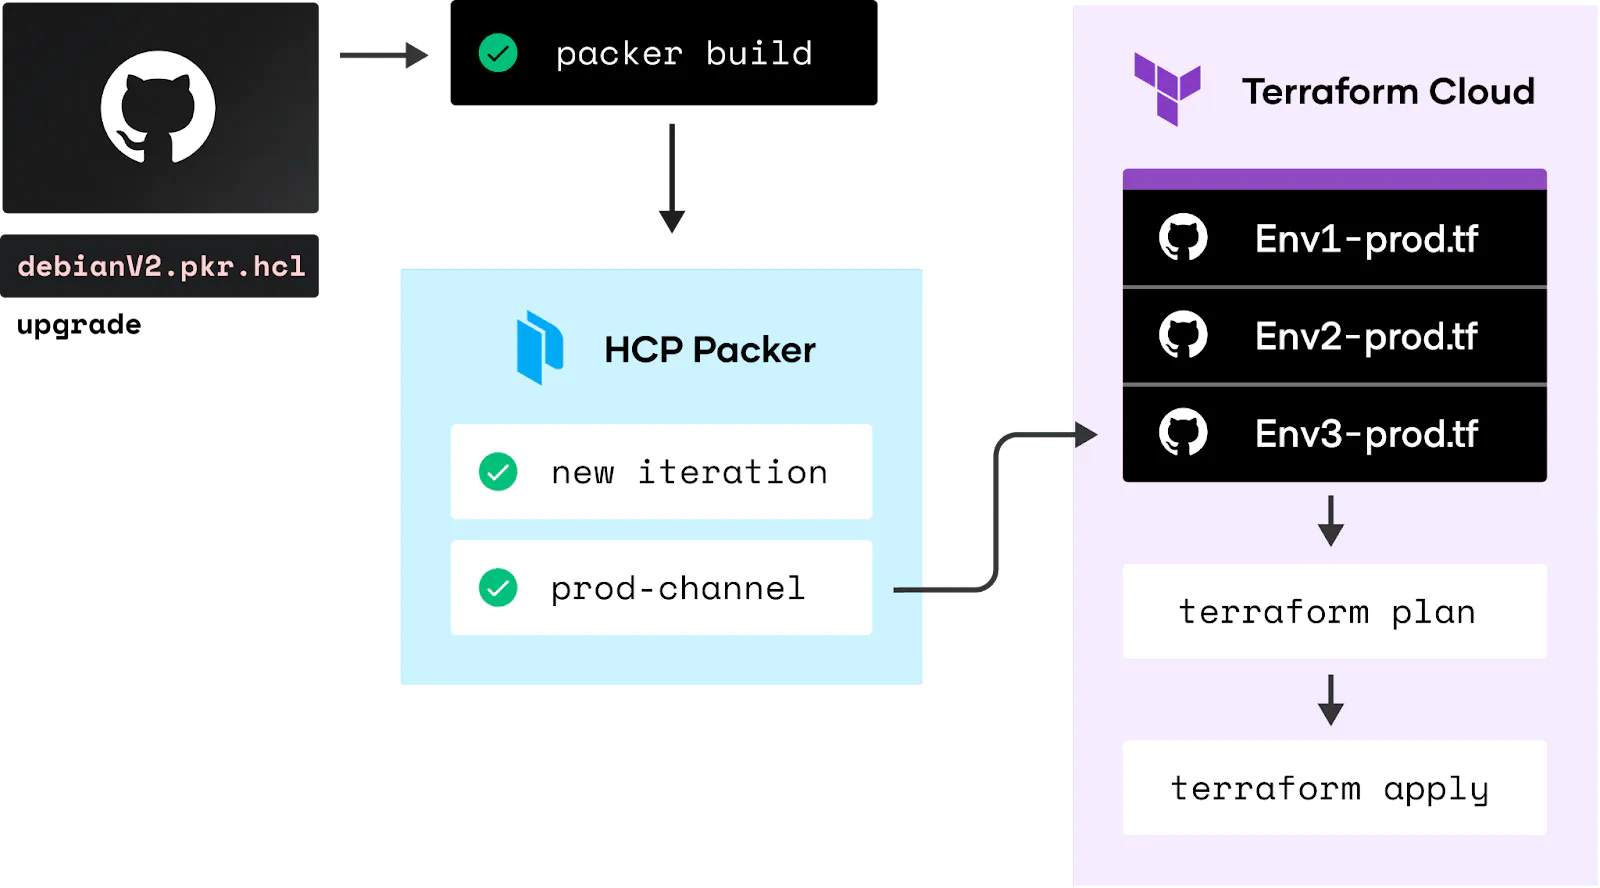 debianV2.pkr.hcl
upgrade
packer build
HCP Packer
new iteration
prod-channel
Terraform Cloud
Env1-prod.tf
Env2-prod.tf
Env3-prod.tf
terraform plan
terraform apply